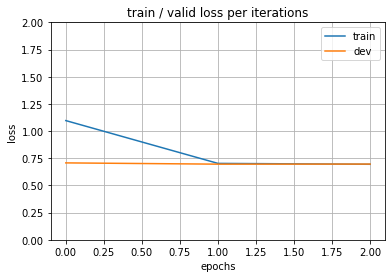 train / valid loss per iterations
train
dev
loss
2.00
1.75
1.50
1.25
1.00
0.75
0.50
0.25
0.00
0.00 0.25 0.50 0.75 1.00 1.25 1.50 1.75 2.00
epochs